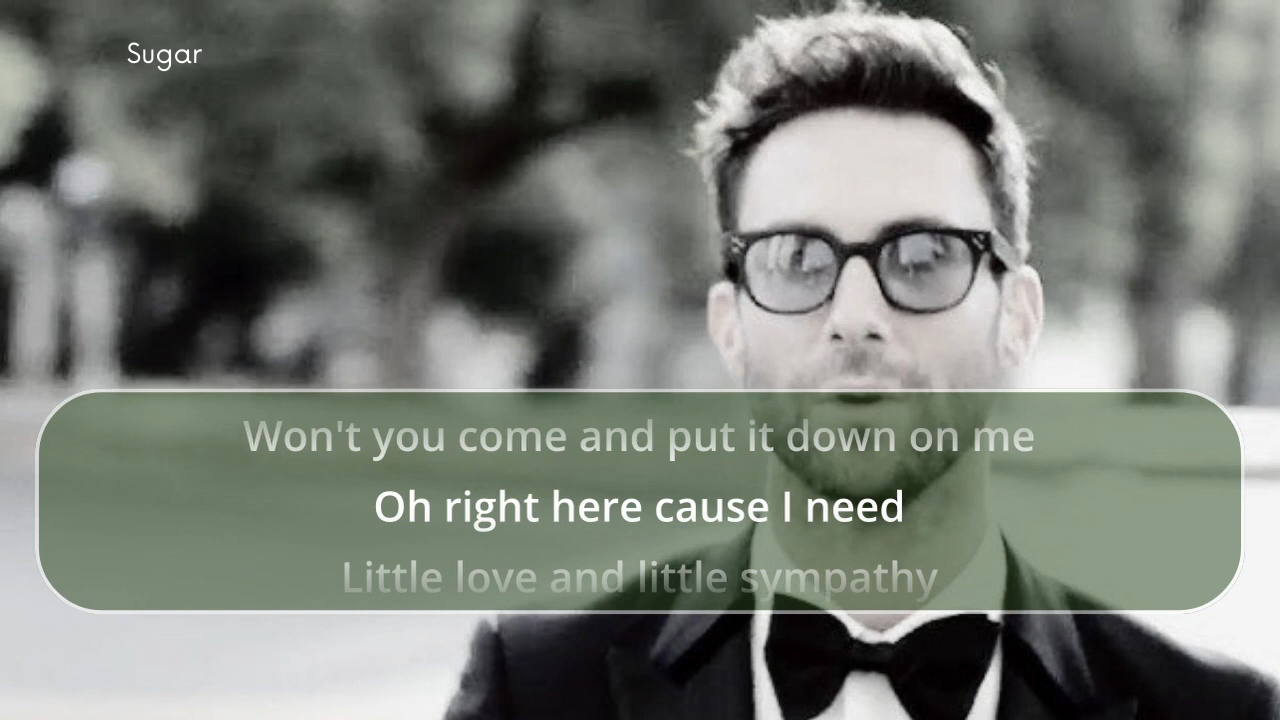 Sugar
Won't you come and put it down on me
Oh right here cause I need
Little love and little sympathy